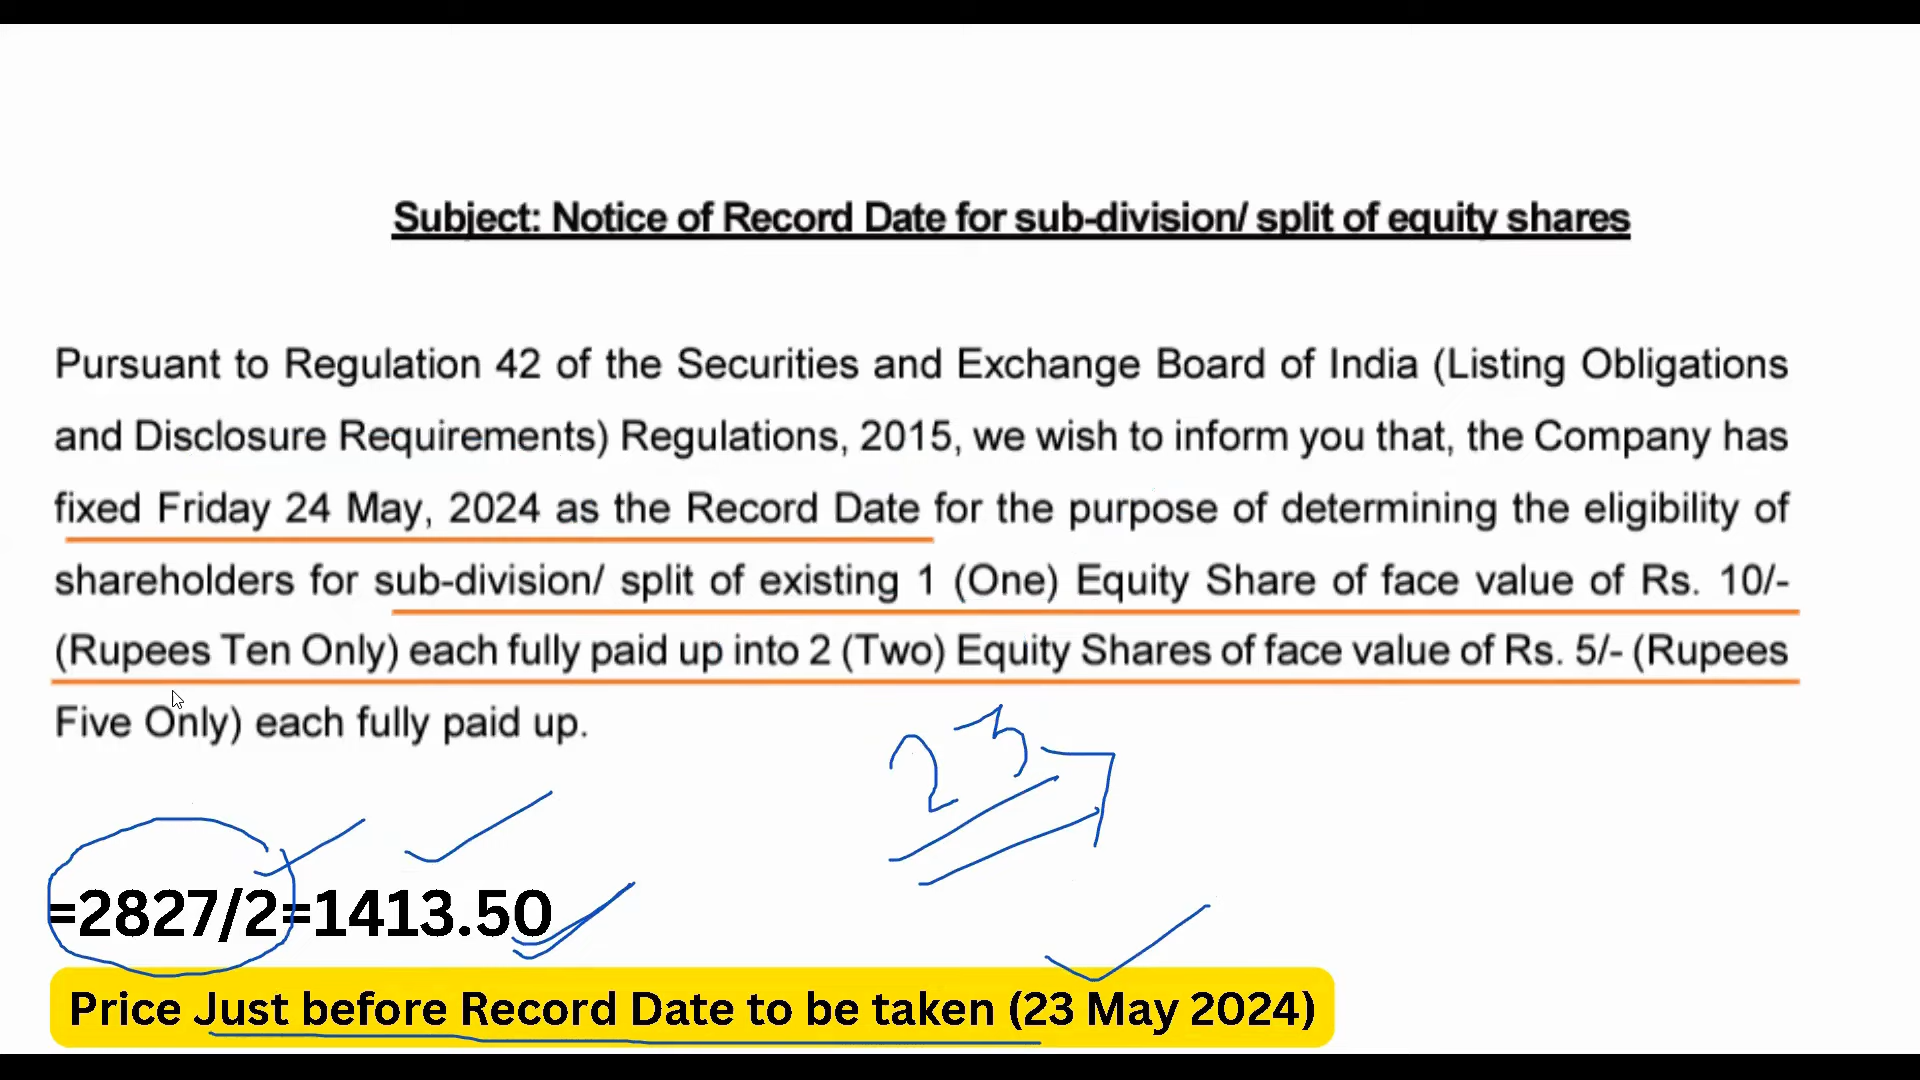 Subject: Notice of Record Date for sub-division/ split of equity shares
Pursuant to Regulation 42 of the Securities and Exchange Board of India (Listing Obligations
and Disclosure Requirements) Regulations, 2015, we wish to inform you that, the Company has
fixed Friday 24 May, 2024 as the Record Date for the purpose of determining the eligibility of
shareholders for sub-division/ split of existing 1 (One) Equity Share of face value of Rs. 10/-
(Rupees Ten Only) each fully paid up into 2 (Two) Equity Shares of face value of Rs. 5/- (Rupees
Five Only) each fully paid up.
23
=2827/2=1413.50
Price Just before Record Date to be taken (23 May 2024)